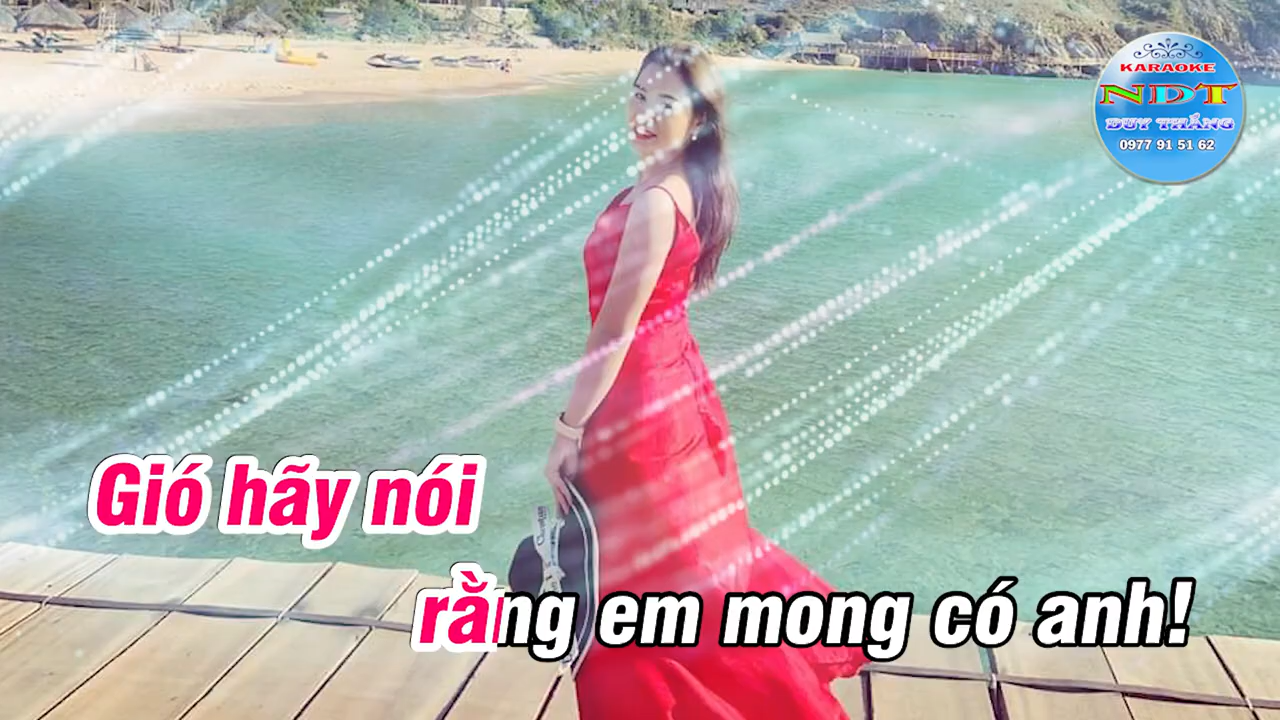 KARAOKE
NDT
DUY THẮNG
0977 91 51 62
Gió hãy nói
rằng em mong có anh!